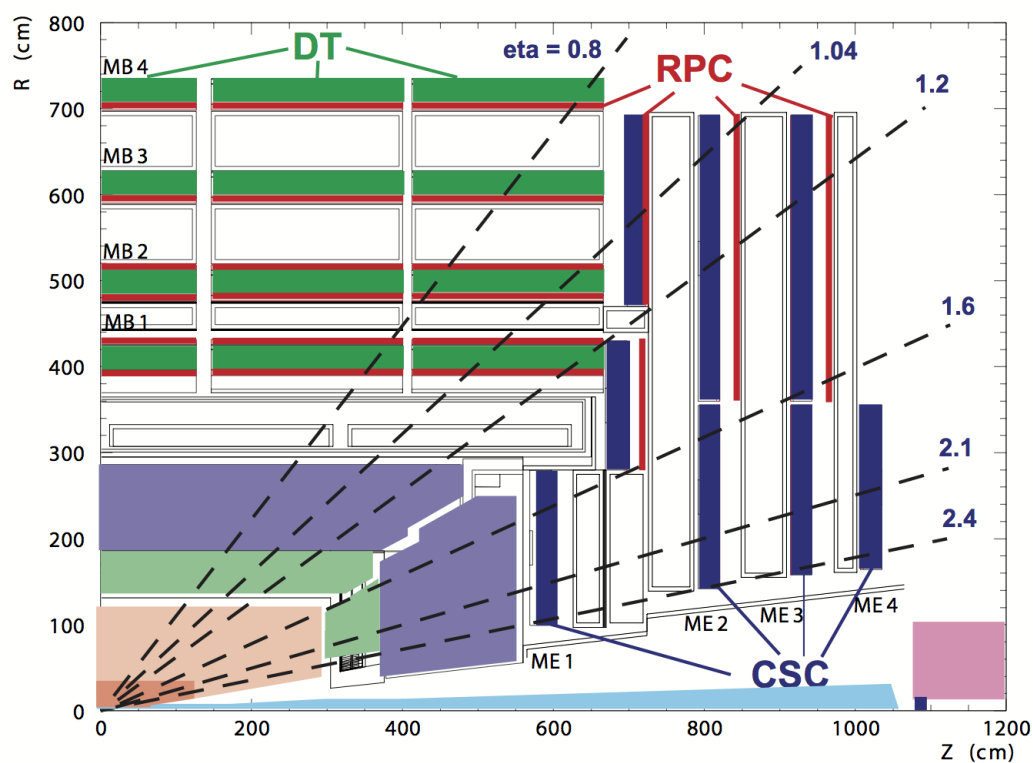 R (cm)
800
700
600
500
400
300
200
100
0
MB 4
MB 3
MB 2
MB 1
DT
eta = 0.8
RPC
1.04
1.2
1.6
2.1
2.4
ME 1
ME 2
ME 3
ME 4
CSC
0
200
400
600
800
1000
1200
Z (cm)